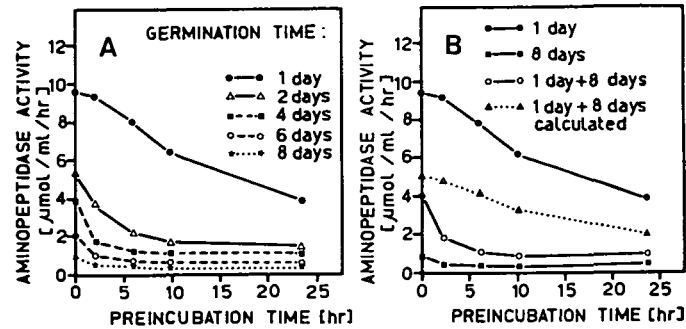 A
GERMINATION TIME :
1 day
2 days
4 days
6 days
8 days
12
10
8
6
4
2
0
AMINOPEPTIDASE ACTIVITY
[ µmol / ml / hr ]
0 5 10 15 20 25
PREINCUBATION TIME [hr]
B
1 day
8 days
1 day + 8 days
1 day + 8 days
calculated
12
10
8
6
4
2
0
AMINOPEPTIDASE ACTIVITY
[ µmol / ml / hr ]
0 5 10 15 20 25
PREINCUBATION TIME [hr]